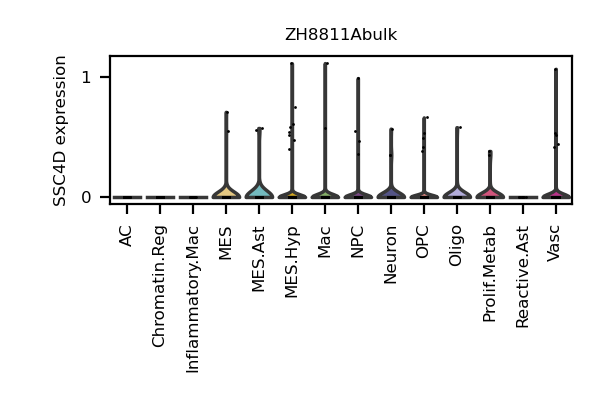 ZH8811Abulk
SSC4D expression
1
0
AC
Chromatin.Reg
Inflammatory.Mac
MES
MES.Ast
MES.Hyp
Mac
NPC
Neuron
OPC
Oligo
Prolif.Metab
Reactive.Ast
Vasc